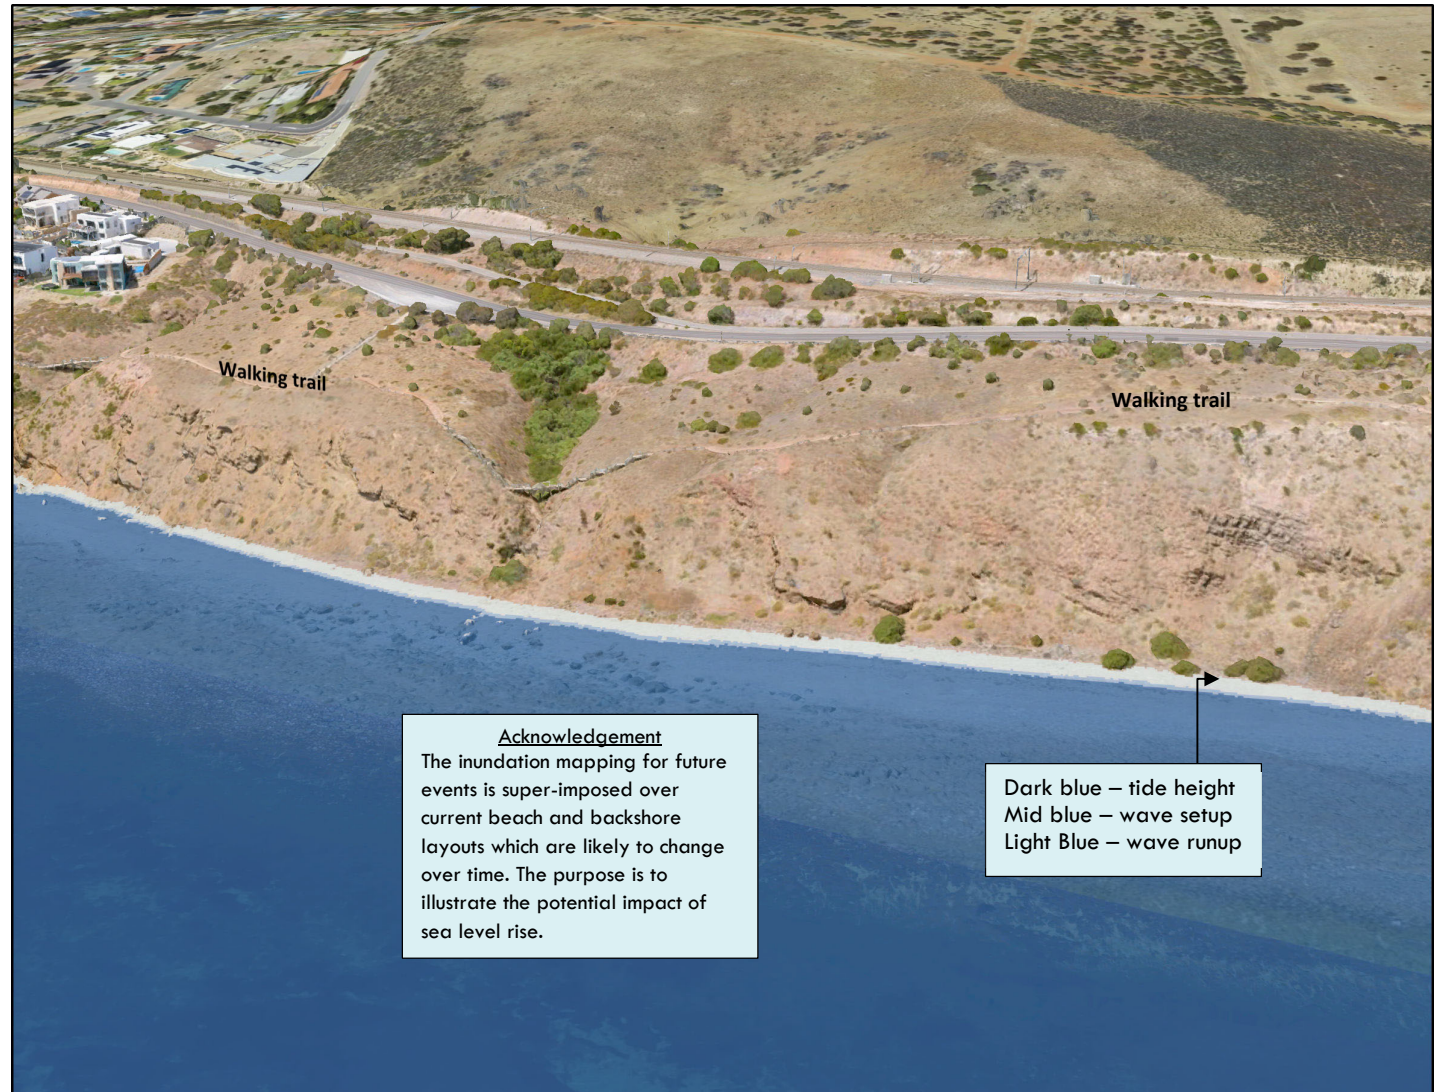 Walking trail
Walking trail
Acknowledgement
The inundation mapping for future
events is super-imposed over
current beach and backshore
layouts which are likely to change
over time. The purpose is to
illustrate the potential impact of
sea level rise.
Dark blue – tide height
Mid blue – wave setup
Light Blue – wave runup